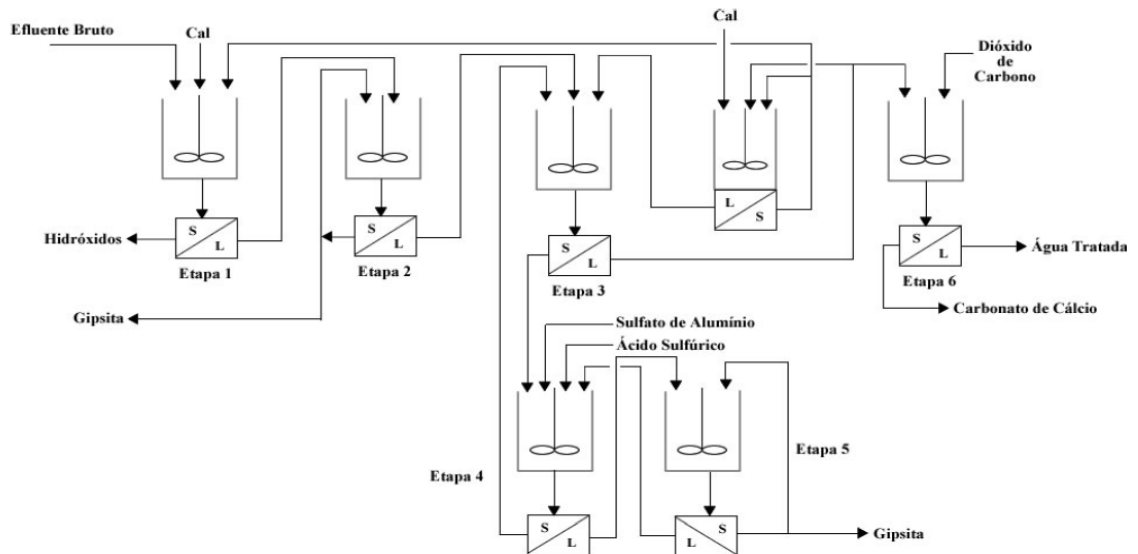 Efluente Bruto
Cal
Cal
Dióxido
de
Carbono
S
L
Hidróxidos
Etapa 1
S
L
Etapa 2
S
L
Etapa 3
L
S
S
L
Etapa 6
Água Tratada
Carbonato de Cálcio
Gipsita
Sulfato de Alumínio
Ácido Sulfúrico
Etapa 4
Etapa 5
S
L
S
L
Gipsita